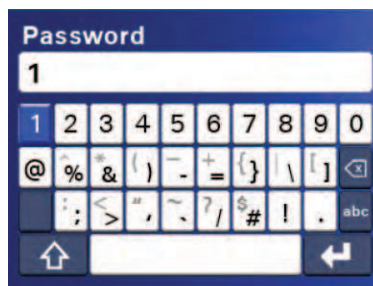 Password
1
1 2 3 4 5 6 7 8 9 0
@ ^ % * & ( ) - . + = { } | \ [ ]
: ; < > " , ~ . ? / $ # ! . abc